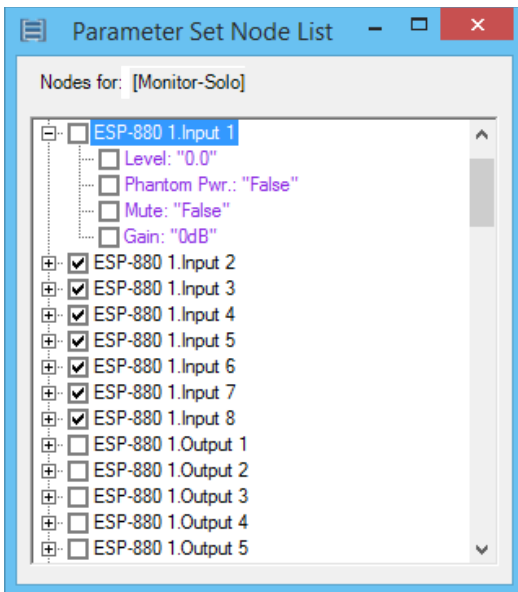 Parameter Set Node List
Nodes for: [Monitor-Solo]
ESP-880 1.Input 1
Level: "0.0"
Phantom Pwr.: "False"
Mute: "False"
Gain: "0dB"
ESP-880 1.Input 2
ESP-880 1.Input 3
ESP-880 1.Input 4
ESP-880 1.Input 5
ESP-880 1.Input 6
ESP-880 1.Input 7
ESP-880 1.Input 8
ESP-880 1.Output 1
ESP-880 1.Output 2
ESP-880 1.Output 3
ESP-880 1.Output 4
ESP-880 1.Output 5